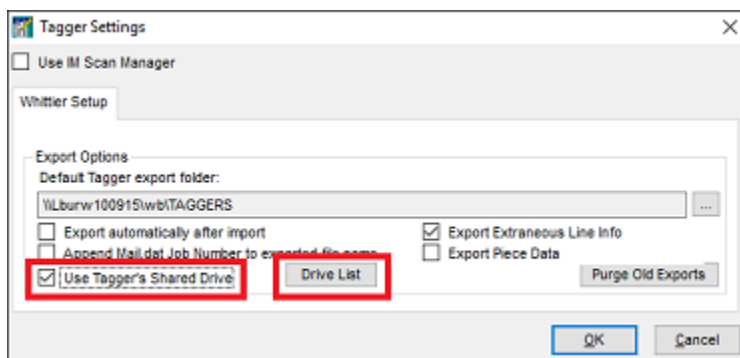 Tagger Settings
Use IM Scan Manager
Whittier Setup
Export Options
Default Tagger export folder:
\\Lburw100915\wb\TAGGERS
...
Export automatically after import
Export Extraneous Line Info
Append Mail.dat Job Number to exported file name
Export Piece Data
Use Tagger's Shared Drive
Drive List
Purge Old Exports
OK
Cancel